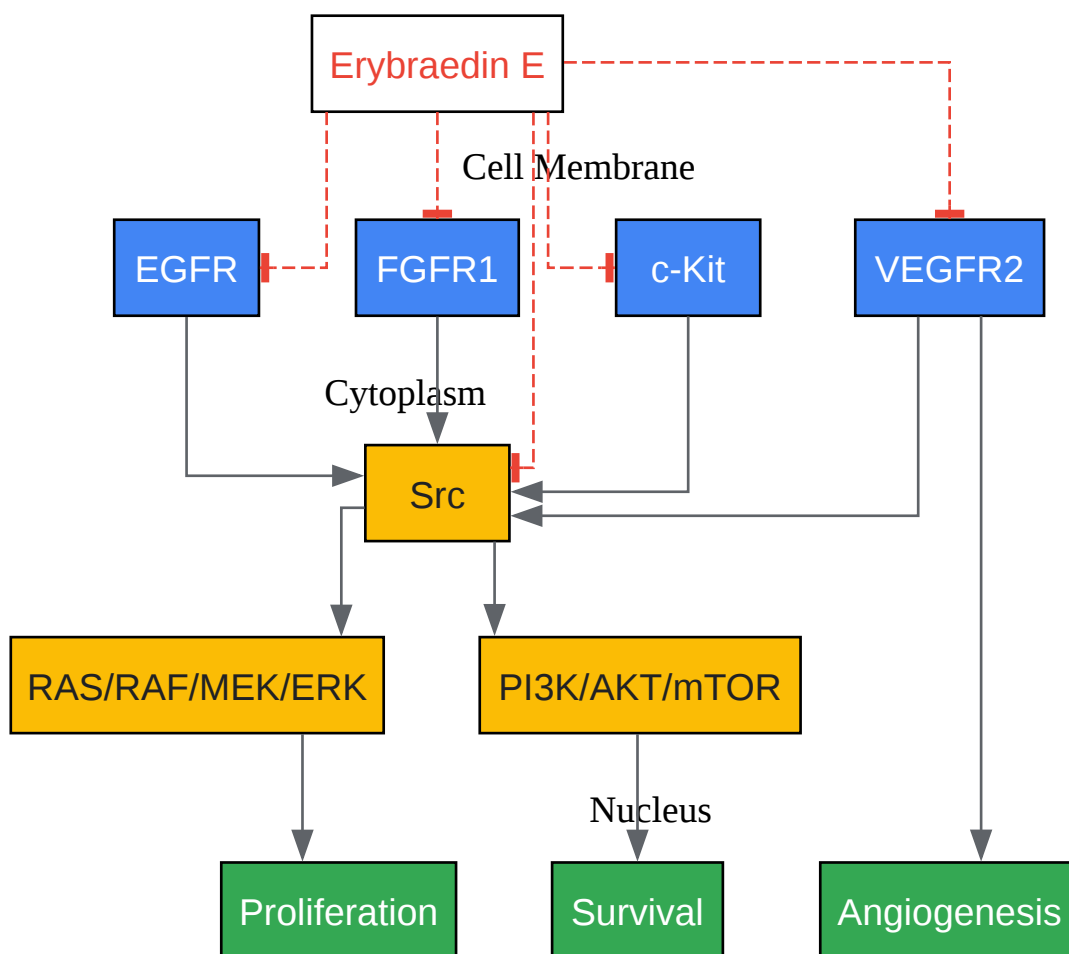 Erybraedin E
Cell Membrane
EGFR
FGFR1
c-Kit
VEGFR2
Cytoplasm
Src
RAS/RAF/MEK/ERK
PI3K/AKT/mTOR
Nucleus
Proliferation
Survival
Angiogenesis